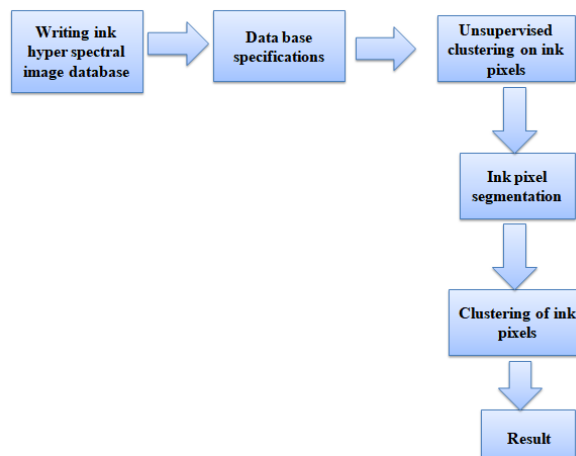 Writing ink
hyper spectral
image database
Data base
specifications
Unsupervised
clustering on ink
pixels
Ink pixel
segmentation
Clustering of ink
pixels
Result